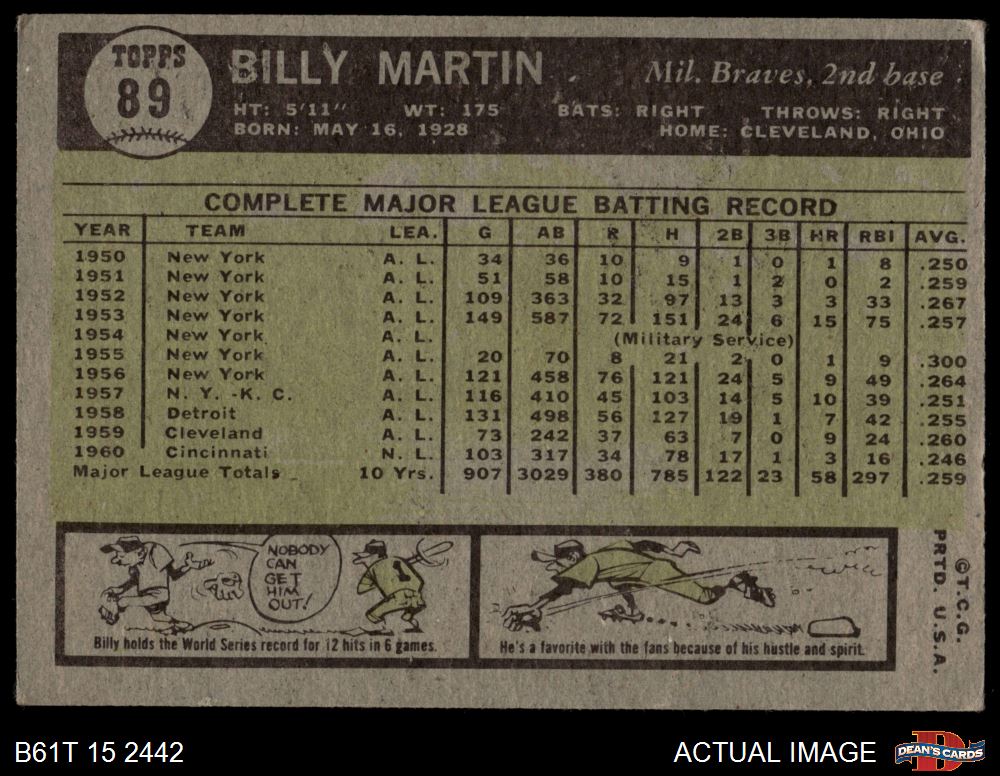 TOPPS
89
BILLY MARTIN
Mil. Braves, 2nd base
HT: 5'11" WT: 175 BATS: RIGHT THROWS: RIGHT
BORN: MAY 16, 1928 HOME: CLEVELAND, OHIO
COMPLETE MAJOR LEAGUE BATTING RECORD
YEAR TEAM LEA. G AB R H 2B 3B HR RBI AVG.
1950 New York A. L. 34 36 10 9 1 0 1 8 .250
1951 New York A. L. 51 58 10 15 1 2 0 2 .259
1952 New York A. L. 109 363 32 97 13 3 3 33 .267
1953 New York A. L. 149 587 72 151 24 6 15 75 .257
1954 New York A. L. (Military Service)
1955 New York A. L. 20 70 8 21 2 0 1 9 .300
1956 New York A. L. 121 458 76 121 24 5 9 49 .264
1957 N. Y. -K. C. A. L. 116 410 45 103 14 5 10 39 .251
1958 Detroit A. L. 131 498 56 127 19 1 7 42 .255
1959 Cleveland A. L. 73 242 37 63 7 0 9 24 .260
1960 Cincinnati N. L. 103 317 34 78 17 1 3 16 .246
Major League Totals 10 Yrs. 907 3029 380 785 122 23 58 297 .259
NOBODY
CAN
GET
HIM
OUT!
1
Billy holds the World Series record for 12 hits in 6 games.
He's a favorite with the fans because of his hustle and spirit.
©T.C.G.
PRTD. U.S.A.
B61T 15 2442
ACTUAL IMAGE
DEAN'S CARDS